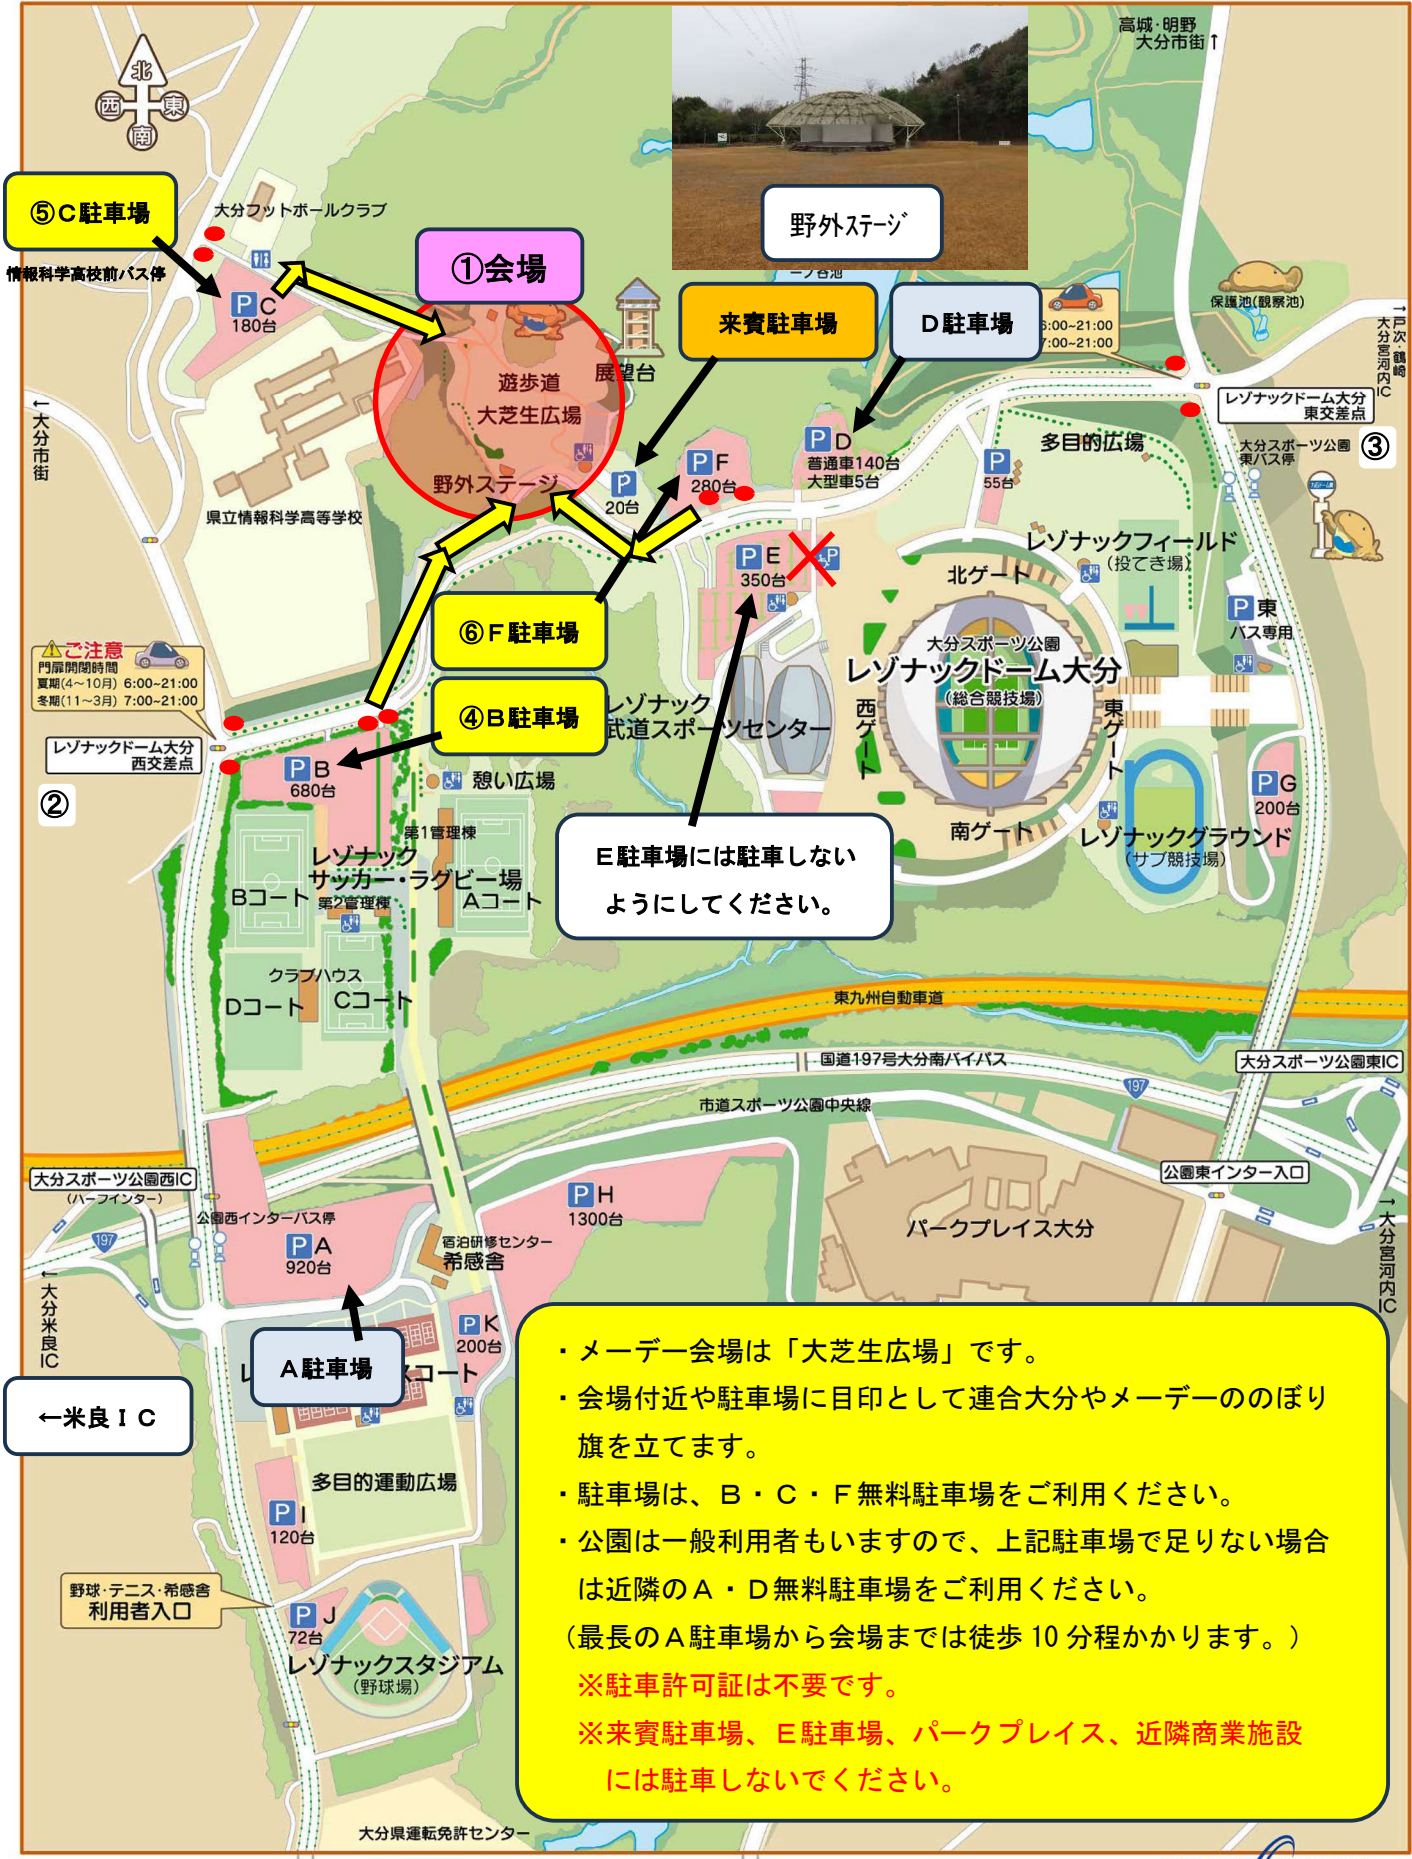 高城・明野
大分市街↑
北
西
東
南
⑤C駐車場
情報科学高校前バス停
大分フットボールクラブ
P C
180台
①会場
野外ステージ
来賓駐車場
D駐車場
6:00~21:00
7:00~21:00
保護池(観察池)
→戸次・鶴崎
大分宮河内IC
レゾナックドーム大分
東交差点
大分スポーツ公園
東バス停
③
展望台
遊歩道
大芝生広場
野外ステージ
←大分市街
県立情報科学高等学校
P
20台
P F
280台
P D
普通車140台
大型車5台
P
55台
多目的広場
P E
350台
P
レゾナックフィールド
(投てき場)
北ゲート
P 東
バス専用
大分スポーツ公園
レゾナックドーム大分
(総合競技場)
西ゲート
東ゲート
南ゲート
⑥F駐車場
④B駐車場
レゾナック
武道スポーツセンター
ご注意
門扉開閉時間
夏期(4~10月) 6:00~21:00
冬期(11~3月) 7:00~21:00
レゾナックドーム大分
西交差点
②
P B
680台
憩い広場
第1管理棟
レゾナック
サッカー・ラグビー場
Bコート
第2管理棟
Aコート
クラブハウス
Dコート
Cコート
E駐車場には駐車しない
ようにしてください。
P G
200台
レゾナックグラウンド
(サブ競技場)
東九州自動車道
国道197号大分南バイパス
大分スポーツ公園東IC
197
市道スポーツ公園中央線
公園東インター入口
→大分宮河内IC
大分スポーツ公園西IC
(ハーフインター)
197
公園西インターバス停
P A
920台
P H
1300台
宿泊研修センター
希感舎
パークプレイス大分
←大分米良IC
P K
200台
A駐車場
コート
←米良IC
多目的運動広場
P I
120台
野球・テニス・希感舎
利用者入口
P J
72台
レゾナックスタジアム
(野球場)
大分県運転免許センター
・メーデー会場は「大芝生広場」です。
・会場付近や駐車場に目印として連合大分やメーデーののぼり
旗を立てます。
・駐車場は、B・C・F無料駐車場をご利用ください。
・公園は一般利用者もいますので、上記駐車場で足りない場合
は近隣のA・D無料駐車場をご利用ください。
（最長のA駐車場から会場までは徒歩10分程かかります。）
※駐車許可証は不要です。
※来賓駐車場、E駐車場、パークプレイス、近隣商業施設
には駐車しないでください。